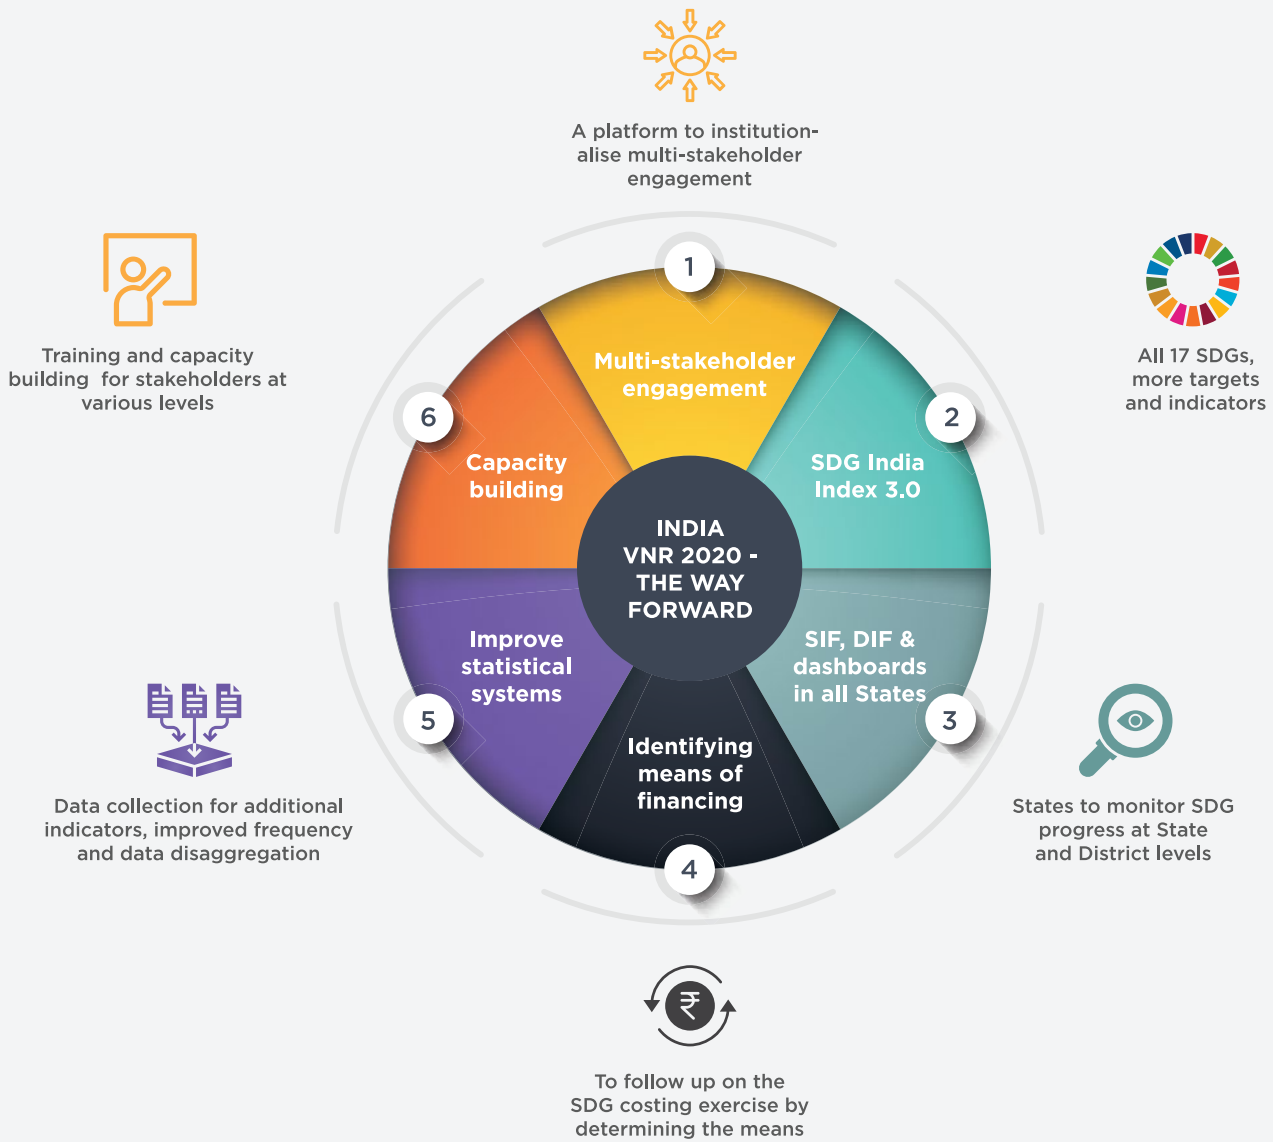 A platform to institution-
alise multi-stakeholder
engagement
1
Multi-stakeholder
engagement
All 17 SDGs,
more targets
and indicators
2
SDG India
Index 3.0
INDIA
VNR 2020 -
THE WAY
FORWARD
3
SIF, DIF &
dashboards
in all States
States to monitor SDG
progress at State
and District levels
4
Identifying
means of
financing
₹
To follow up on the
SDG costing exercise by
determining the means
5
Improve
statistical
systems
Data collection for additional
indicators, improved frequency
and data disaggregation
6
Capacity
building
Training and capacity
building for stakeholders at
various levels